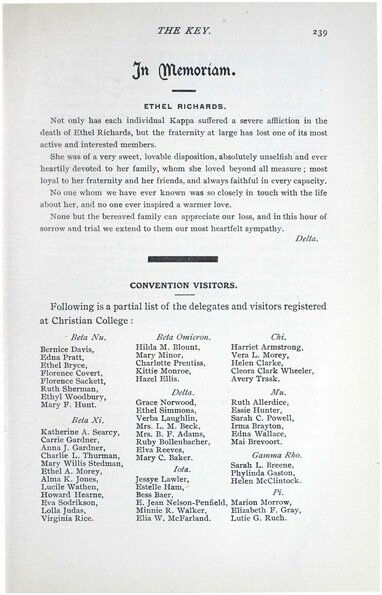 THE KEY. 239
In Memoriam.
ETHEL RICHARDS.
Not only has each individual Kappa suffered a severe affliction in the
death of Ethel Richards, but the fraternity at large has lost one of its most
active and interested members.
She was of a very sweet, lovable disposition, absolutely unselfish and ever
heartily devoted to her family, whom she loved beyond all measure; most
loyal to her fraternity and her friends, and always faithful in every capacity.
No one whom we have ever known was so closely in touch with the life
about her, and no one ever inspired a warmer love.
None but the bereaved family can appreciate our loss, and in this hour of
sorrow and trial we extend to them our most heartfelt sympathy.
Delta.
CONVENTION VISITORS.
Following is a partial list of the delegates and visitors registered
at Christian College:
Beta Nu.
Bernice Davis,
Edna Pratt,
Ethel Bryce,
Florence Covert,
Florence Sackett,
Ruth Sherman,
Ethyl Woodbury,
Mary F. Hunt.
Beta Xi.
Katherine A. Searcy,
Carrie Gardner,
Anna J. Gardner,
Charlie L. Thurman,
Mary Willis Stedman,
Ethel A. Morey,
Alma K. Jones,
Lucile Wathen,
Howard Hearne,
Eva Sodrikson,
Lolla Judas,
Virginia Rice.
Beta Omicron.
Hilda M. Blount,
Mary Minor,
Charlotte Prentiss,
Kittie Monroe,
Hazel Ellis.
Delta.
Grace Norwood,
Ethel Simmons,
Verba Laughlin,
Mrs. L. M. Beck,
Mrs. B. F. Adams,
Ruby Bollenbacher,
Elva Reeves,
Mary C. Baker.
Iota.
Jessye Lawler,
Estelle Ham,
Bess Baer,
E. Jean Nelson-Penfield,
Minnie R. Walker,
Elia W. McFarland.
Chi.
Harriet Armstrong,
Vera L. Morey,
Helen Clarke,
Cleora Clark Wheeler,
Avery Trask,
Mu.
Ruth Allerdice,
Essie Hunter,
Sarah C. Powell,
Irma Brayton,
Edna Wallace,
Mai Brevoort.
Gamma Rho.
Sarah L. Breene,
Phylinda Gaston,
Helen McClintock.
Pi.
Marion Morrow,
Elizabeth F. Gray,
Lutie G. Ruch.